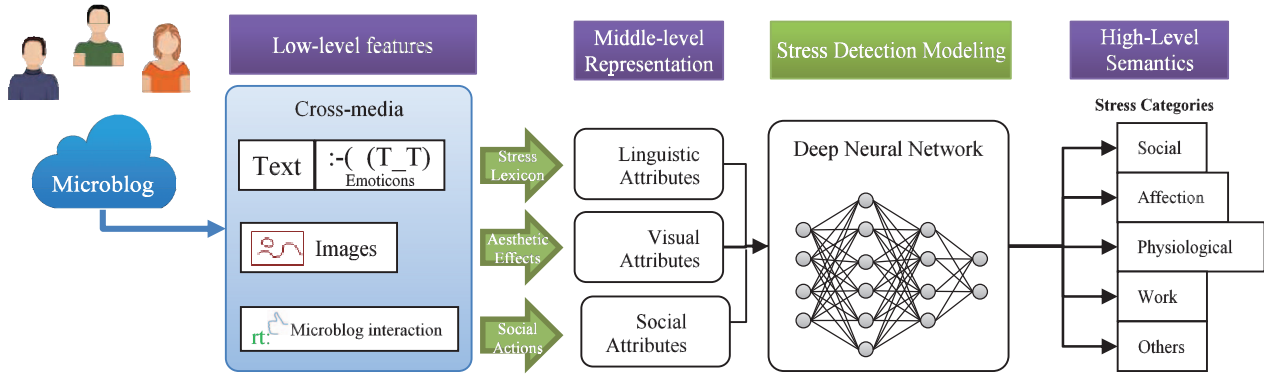 Low-level features
Middle-level
Representation
Stress Detection Modeling
High-Level
Semantics
Microblog
Cross-media
Text
:-( (T_T)
Emoticons
Images
rt:
Microblog interaction
Stress
Lexicon
Aesthetic
Effects
Social
Actions
Linguistic
Attributes
Visual
Attributes
Social
Attributes
Deep Neural Network
Stress Categories
Social
Affection
Physiological
Work
Others